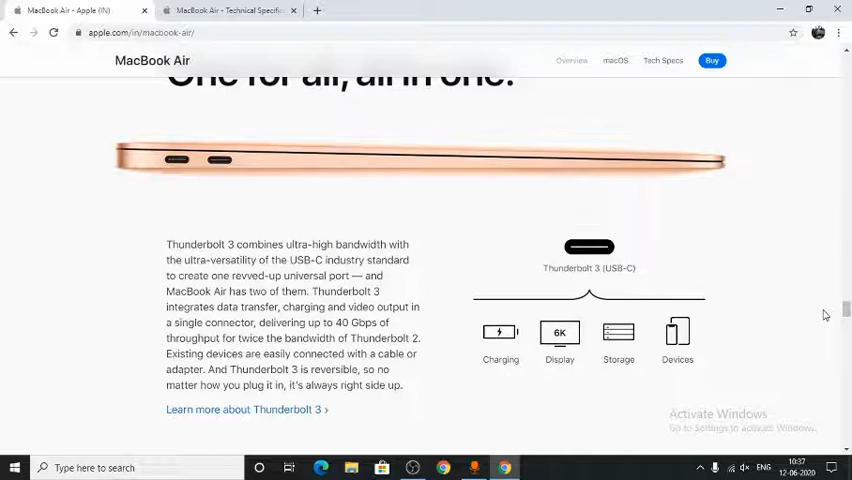 MacBook Air - Apple (IN)
MacBook Air - Technical Specific
apple.com/in/macbook-air/
MacBook Air
Overview
macOS
Tech Specs
Buy
One for all, all in one.
Thunderbolt 3 combines ultra-high bandwidth with
the ultra-versatility of the USB-C industry standard
to create one revved-up universal port — and
MacBook Air has two of them. Thunderbolt 3
integrates data transfer, charging and video output in
a single connector, delivering up to 40 Gbps of
throughput for twice the bandwidth of Thunderbolt 2.
Existing devices are easily connected with a cable or
adapter. And Thunderbolt 3 is reversible, so no
matter how you plug it in, it's always right side up.
Learn more about Thunderbolt 3 >
Thunderbolt 3 (USB-C)
6K
Charging
Display
Storage
Devices
Activate Windows
Go to Settings to activate Windows.
Type here to search
ENG
10:37
12-06-2020